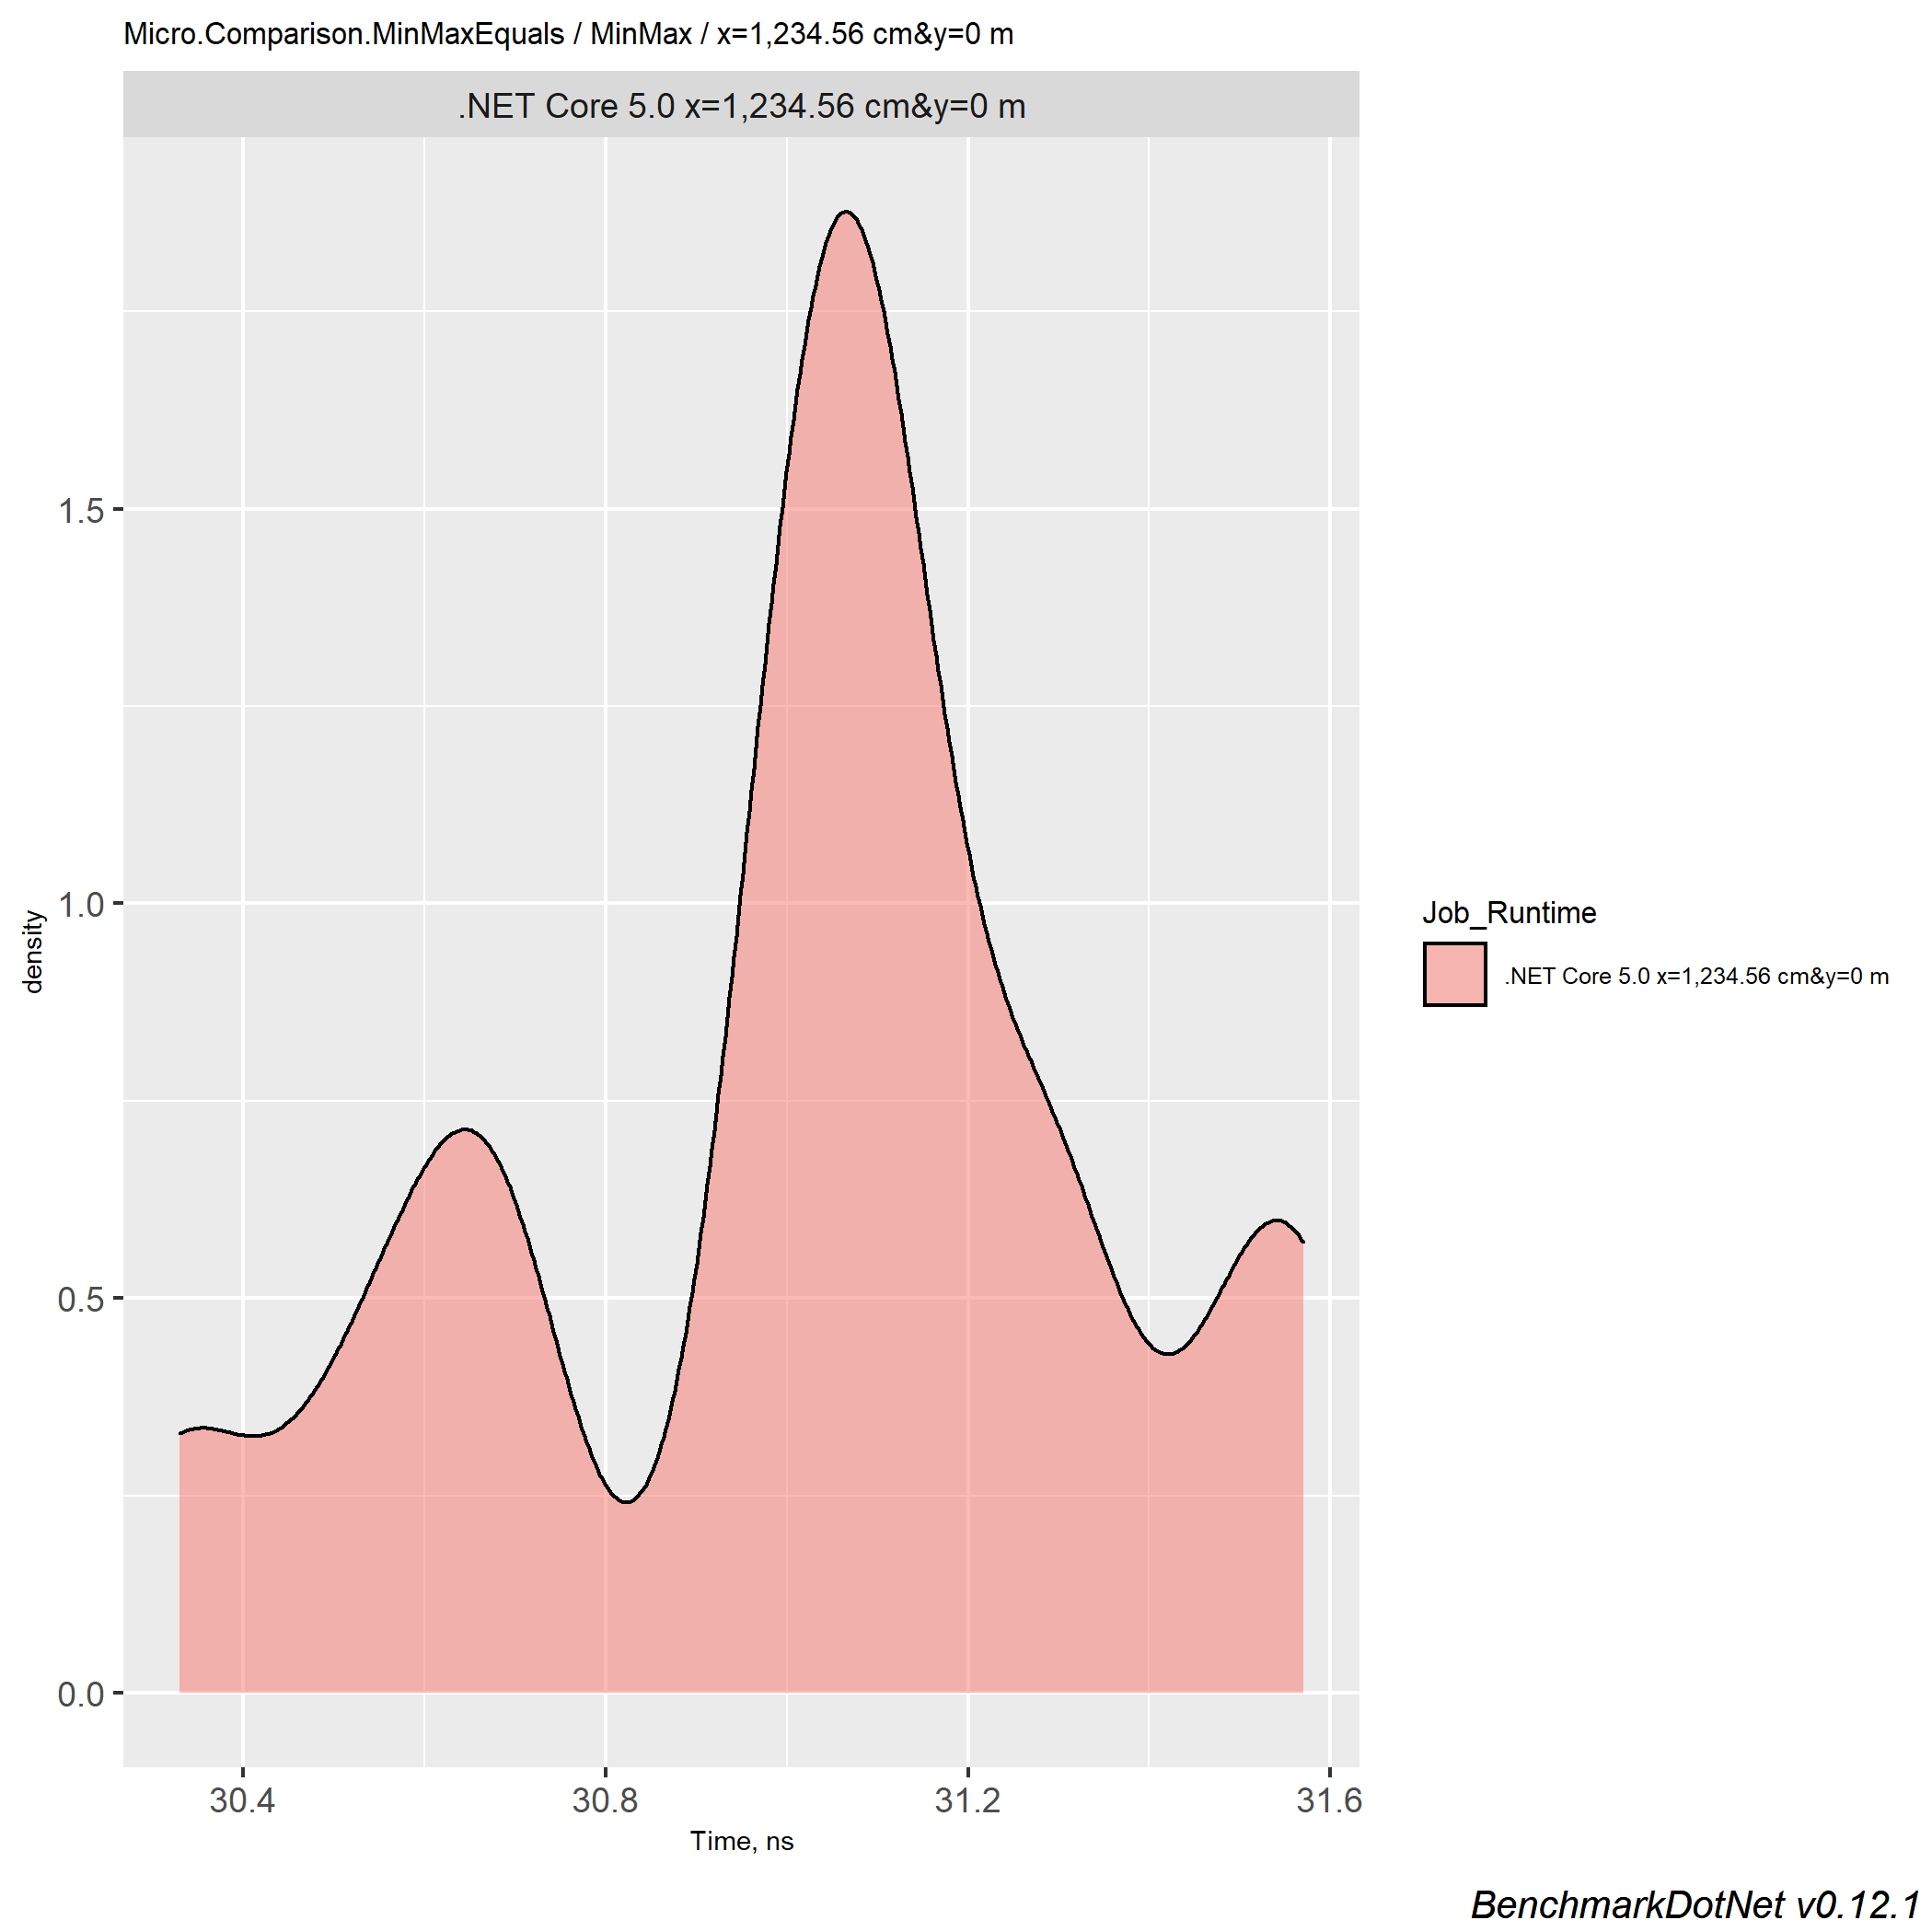 Micro.Comparison.MinMaxEquals / MinMax / x=1,234.56 cm&y=0 m
.NET Core 5.0 x=1,234.56 cm&y=0 m
1.5
1.0
0.5
0.0
density
30.4 30.8 31.2 31.6
Time, ns
Job_Runtime
.NET Core 5.0 x=1,234.56 cm&y=0 m
BenchmarkDotNet v0.12.1